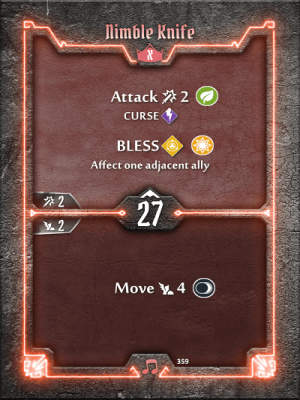 Nimble Knife
X
Attack 2
CURSE
BLESS
Affect one adjacent ally
2
27
2
Move 4
359